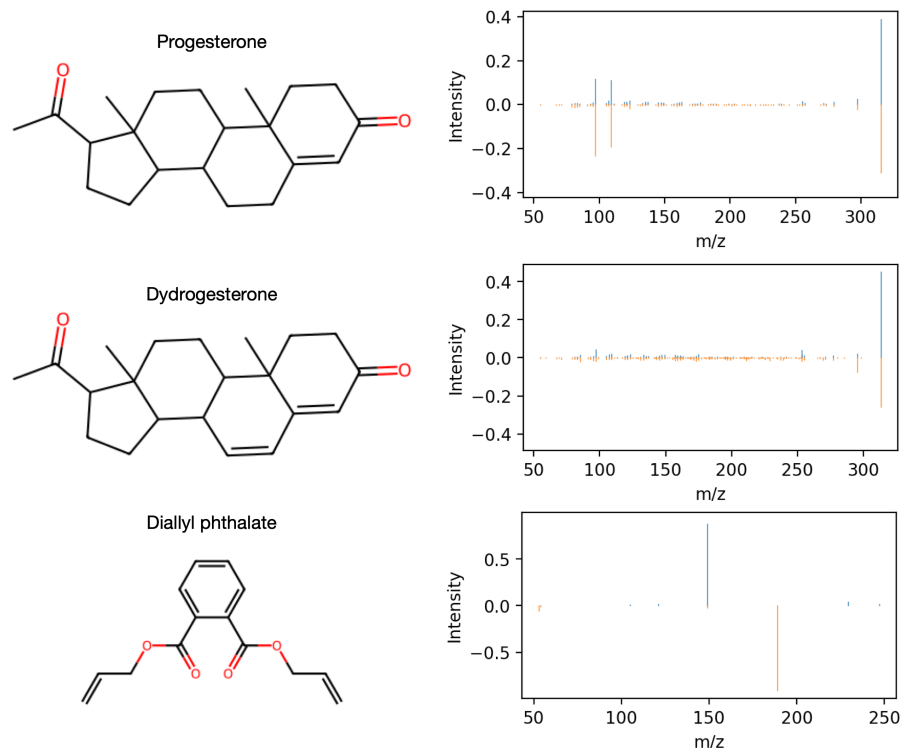 Progesterone
O
O
0.4
0.2
0.0
−0.2
−0.4
Intensity
50 100 150 200 250 300
m/z
Dydrogesterone
O
O
0.4
0.2
0.0
−0.2
−0.4
Intensity
50 100 150 200 250 300
m/z
Diallyl phthalate
O O
O O
0.5
0.0
−0.5
Intensity
50 100 150 200 250
m/z